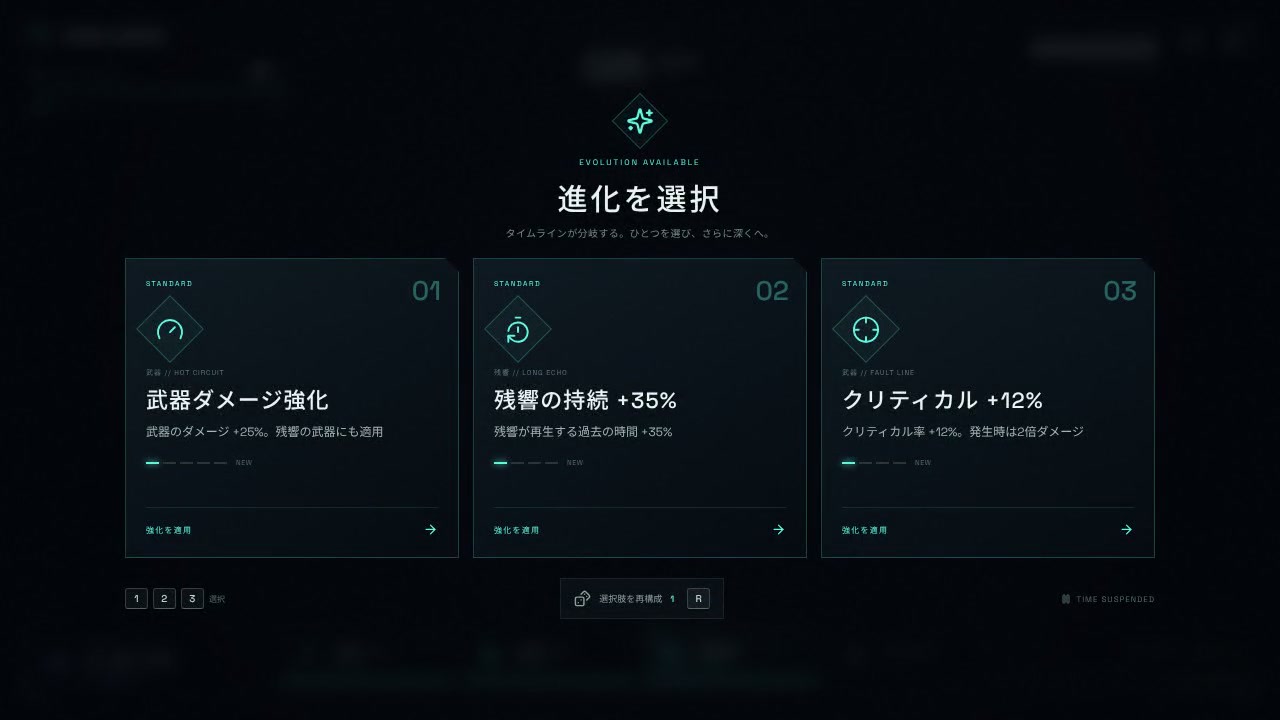 EVOLUTION AVAILABLE
進化を選択
タイムラインが分岐する。ひとつを選び、さらに深くへ。
STANDARD
01
武器 // HOT CIRCUIT
武器ダメージ強化
武器のダメージ +25%。残響の武器にも適用
NEW
強化を適用
STANDARD
02
残響 // LONG ECHO
残響の持続 +35%
残響が再生する過去の時間 +35%
NEW
強化を適用
STANDARD
03
武器 // FAULT LINE
クリティカル +12%
クリティカル率 +12%。発生時は2倍ダメージ
NEW
強化を適用
1 2 3 選択
選択肢を再構成 1 R
TIME SUSPENDED